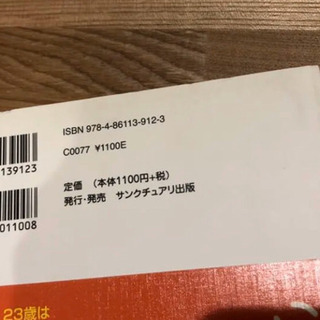 ISBN 978-4-86113-912-3
139123
C0077 ¥1100E
定価 (本体1100円+税)
発行・発売 サンクチュアリ出版
011008
23歳は